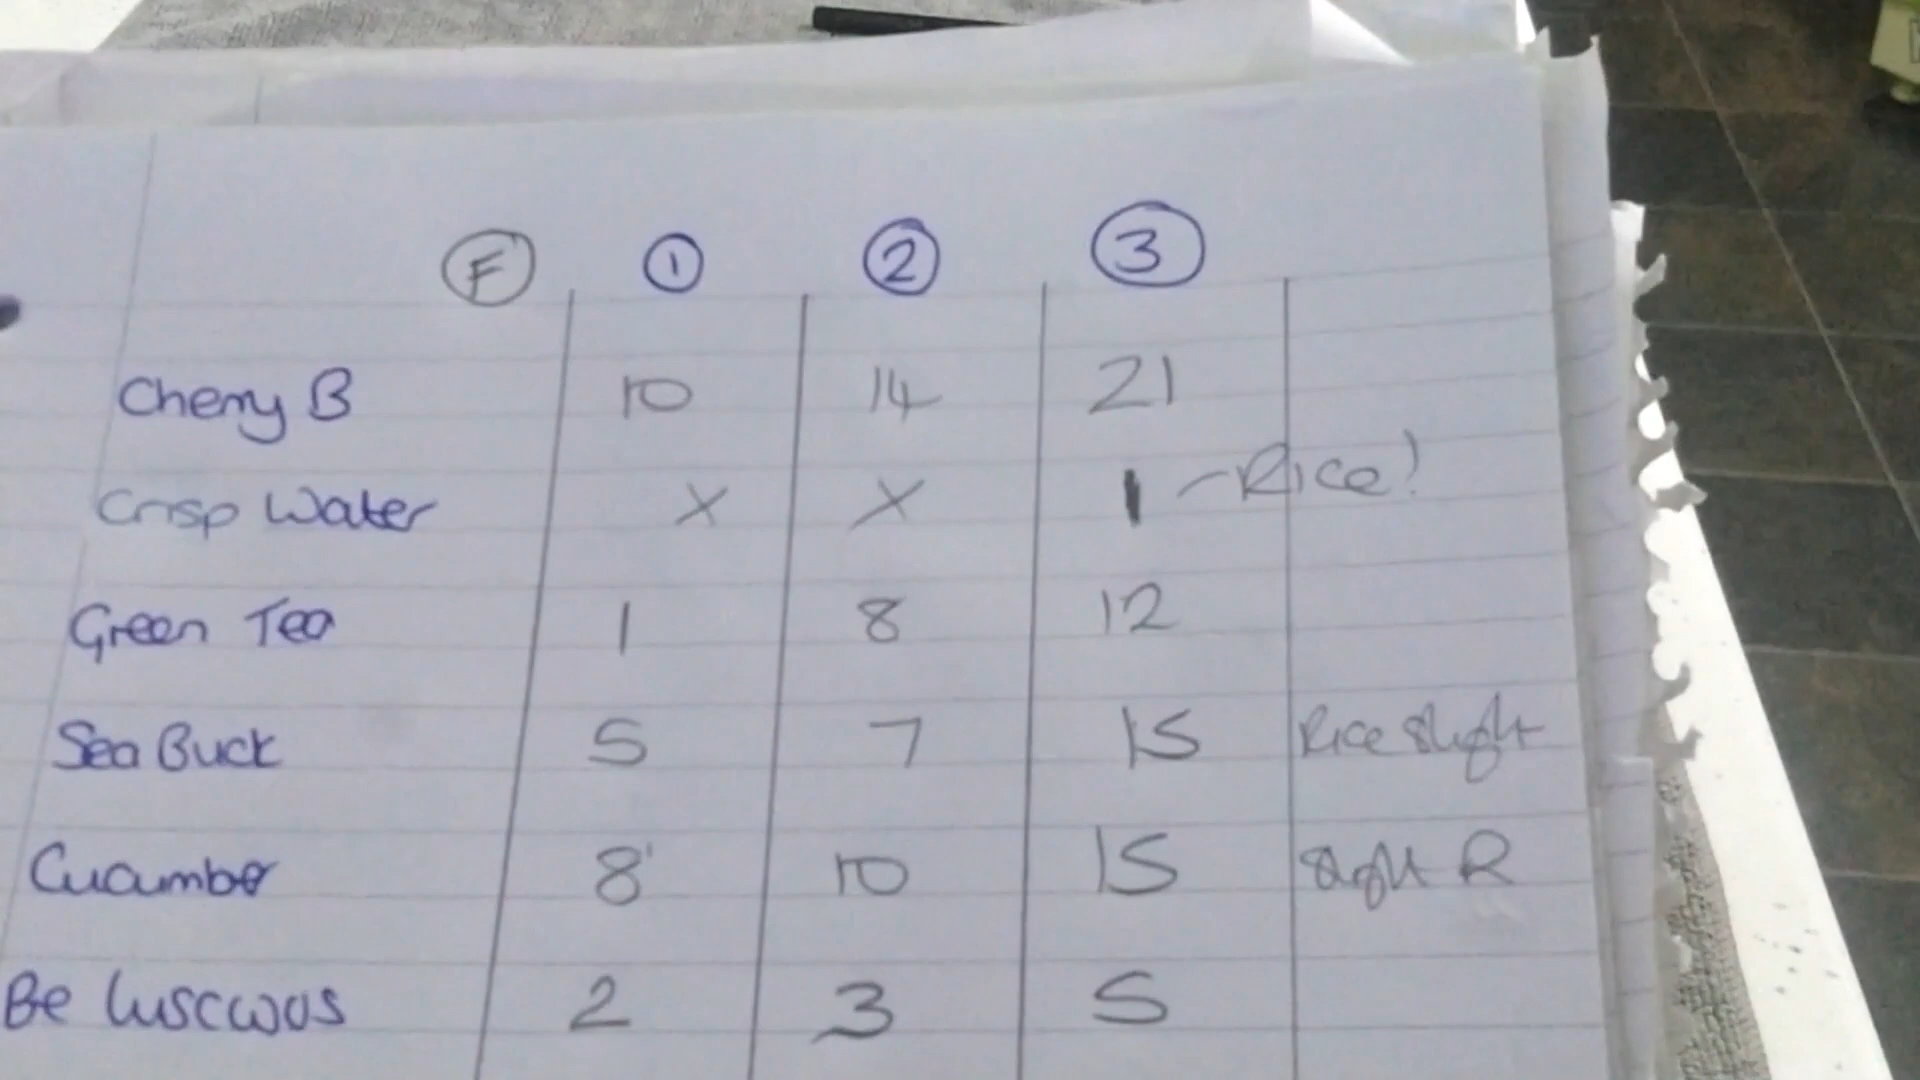 F 1 2 3
Cherry B 10 14 21
Crisp Water X X 1 - Rice!
Green Tea 1 8 12
Sea Buck 5 7 15 Rice slight
Cucumber 8 10 15 slight R
Be luscious 2 3 5